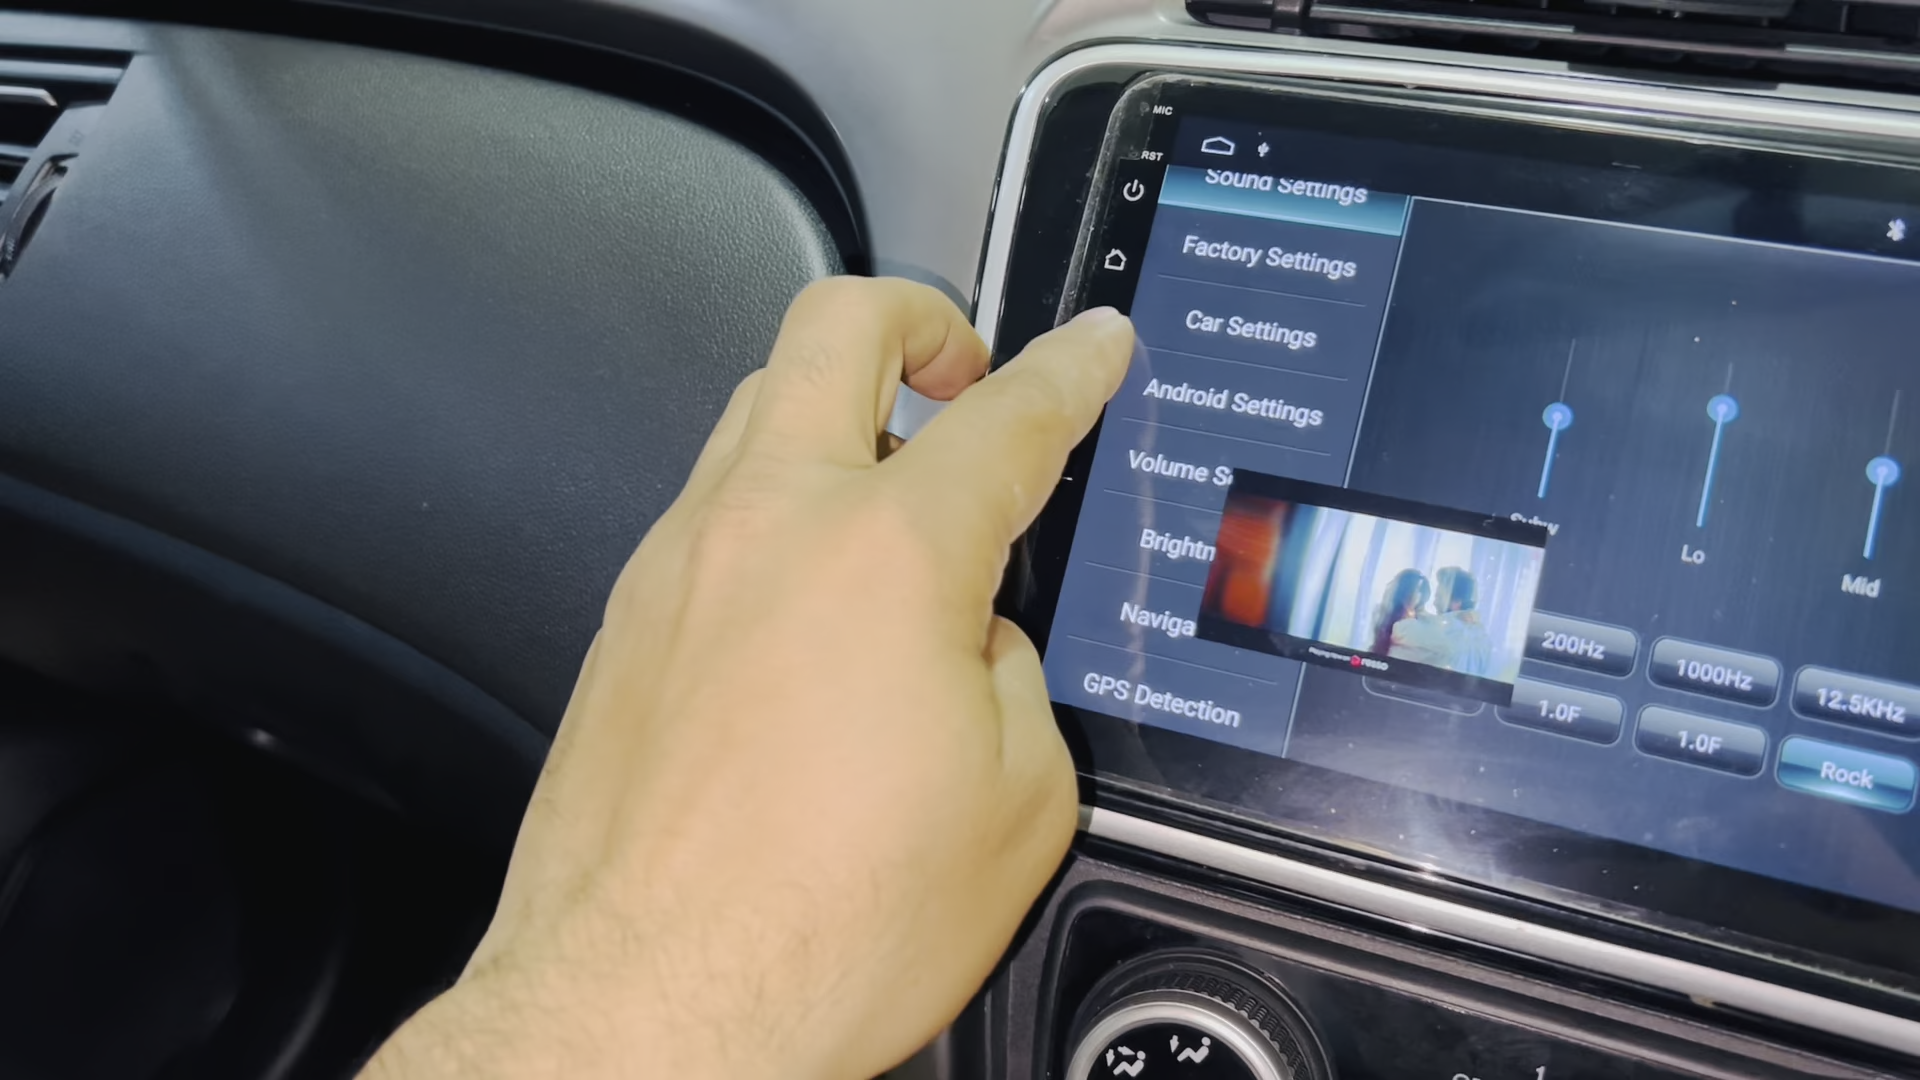 MIC
RST
Sound Settings
Factory Settings
Car Settings
Android Settings
Volume S
Brightn
Naviga
GPS Detection
Lo
Mid
200Hz
1000Hz
12.5KHz
1.0F
1.0F
Rock
resso